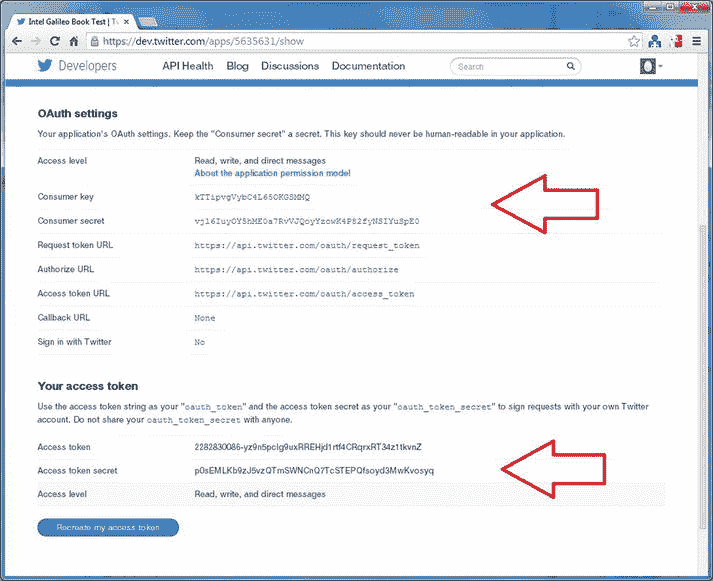 Intel Galileo Book Test | Tw
https://dev.twitter.com/apps/5635631/show
Developers API Health Blog Discussions Documentation Search
OAuth settings
Your application's OAuth settings. Keep the "Consumer secret" a secret. This key should never be human-readable in your application.
Access level Read, write, and direct messages
About the application permission model
Consumer key
Consumer secret
Request token URL https://api.twitter.com/oauth/request_token
Authorize URL https://api.twitter.com/oauth/authorize
Access token URL https://api.twitter.com/oauth/access_token
Callback URL None
Sign in with Twitter No
Your access token
Use the access token string as your "oauth_token" and the access token secret as your "oauth_token_secret" to sign requests with your own Twitter
account. Do not share your oauth_token_secret with anyone.
Access token
Access token secret
Access level Read, write, and direct messages
Recreate my access token